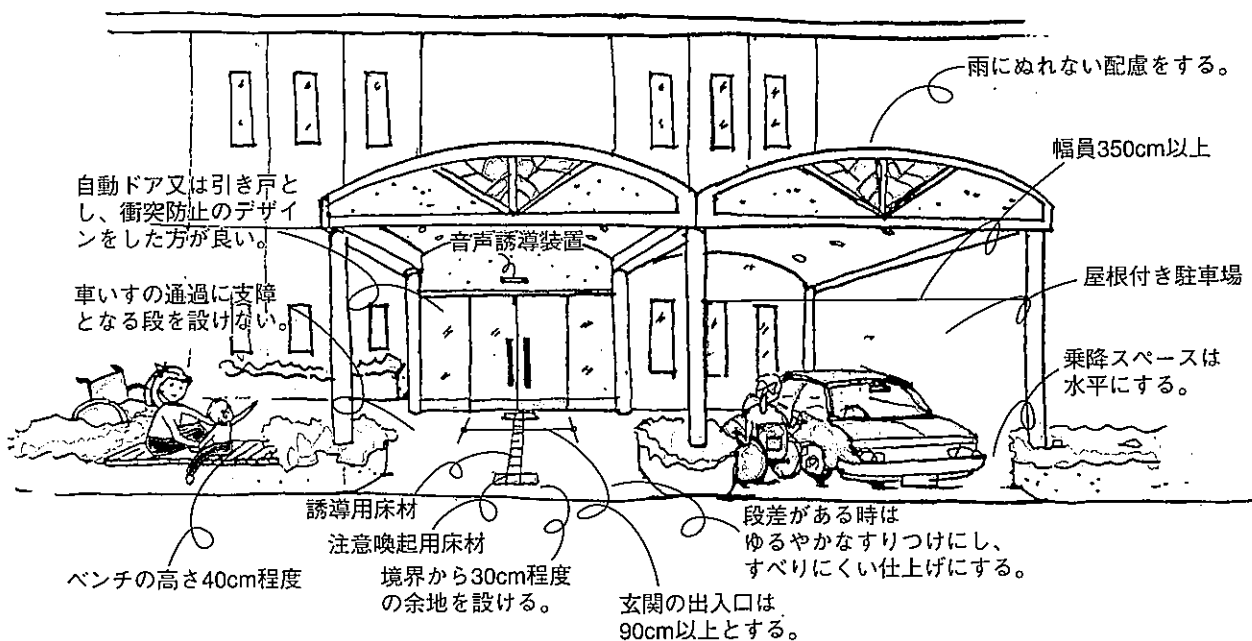 雨にぬれない配慮をする。
幅員350cm以上
自動ドア又は引き戸と
し、衝突防止のデザイ
ンをした方が良い。
音声誘導装置
屋根付き駐車場
車いすの通過に支障
となる段を設けない。
乗降スペースは
水平にする。
誘導用床材
注意喚起用床材
段差がある時は
ゆるやかなすりつけにし、
すべりにくい仕上げにする。
ベンチの高さ40cm程度
境界から30cm程度
の余地を設ける。
玄関の出入口は
90cm以上とする。